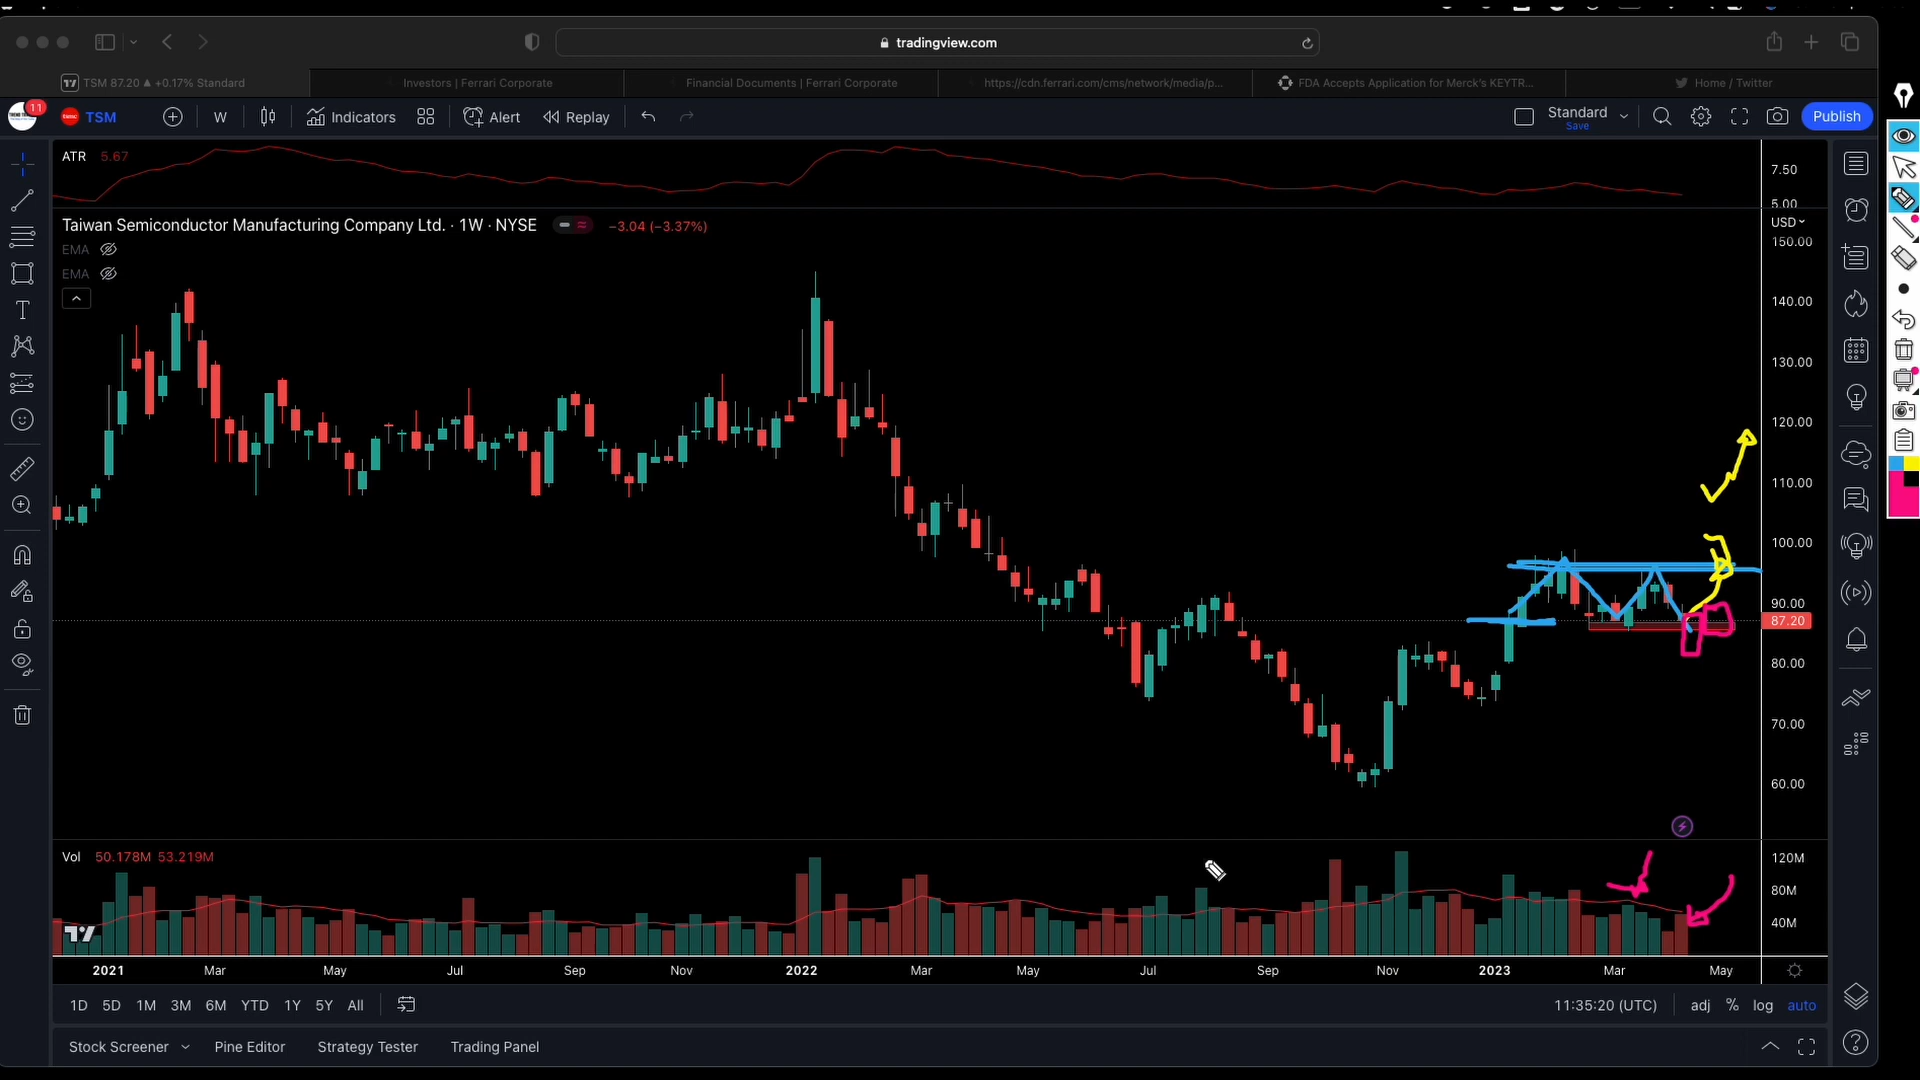 tradingview.com
TSM 87.20 ▲ +0.17% Standard
Investors | Ferrari Corporate
Financial Documents | Ferrari Corporate
https://cdn.ferrari.com/cms/network/media/p...
FDA Accepts Application for Merck's KEYTR...
Home / Twitter
11
TSM
W
Indicators
Alert
Replay
Standard
Save
Publish
ATR 5.67
7.50
5.00
Taiwan Semiconductor Manufacturing Company Ltd. · 1W · NYSE
−3.04 (−3.37%)
USD
EMA
EMA
150.00
140.00
130.00
120.00
110.00
100.00
90.00
87.20
80.00
70.00
60.00
Vol 50.178M 53.219M
120M
80M
40M
2021 Mar May Jul Sep Nov 2022 Mar May Jul Sep Nov 2023 Mar May
1D 5D 1M 3M 6M YTD 1Y 5Y All
11:35:20 (UTC)
adj % log auto
Stock Screener
Pine Editor
Strategy Tester
Trading Panel